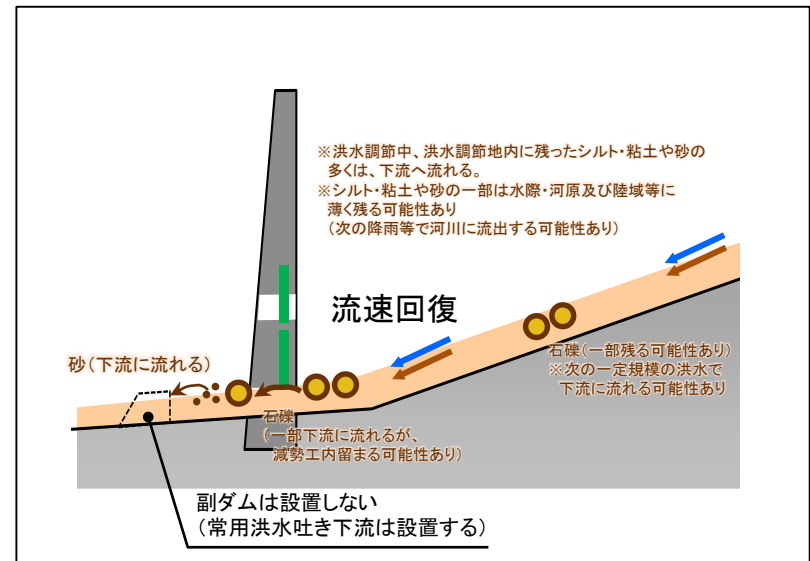 ※洪水調節中、洪水調節地内に残ったシルト・粘土や砂の
多くは、下流へ流れる。
※シルト・粘土や砂の一部は水際・河原及び陸域等に
薄く残る可能性あり
(次の降雨等で河川に流出する可能性あり)
流速回復
砂(下流に流れる)
石礫(一部残る可能性あり)
※次の一定規模の洪水で
下流に流れる可能性あり
石礫
(一部下流に流れるが、
減勢工内留まる可能性あり)
副ダムは設置しない
(常用洪水吐き下流は設置する)